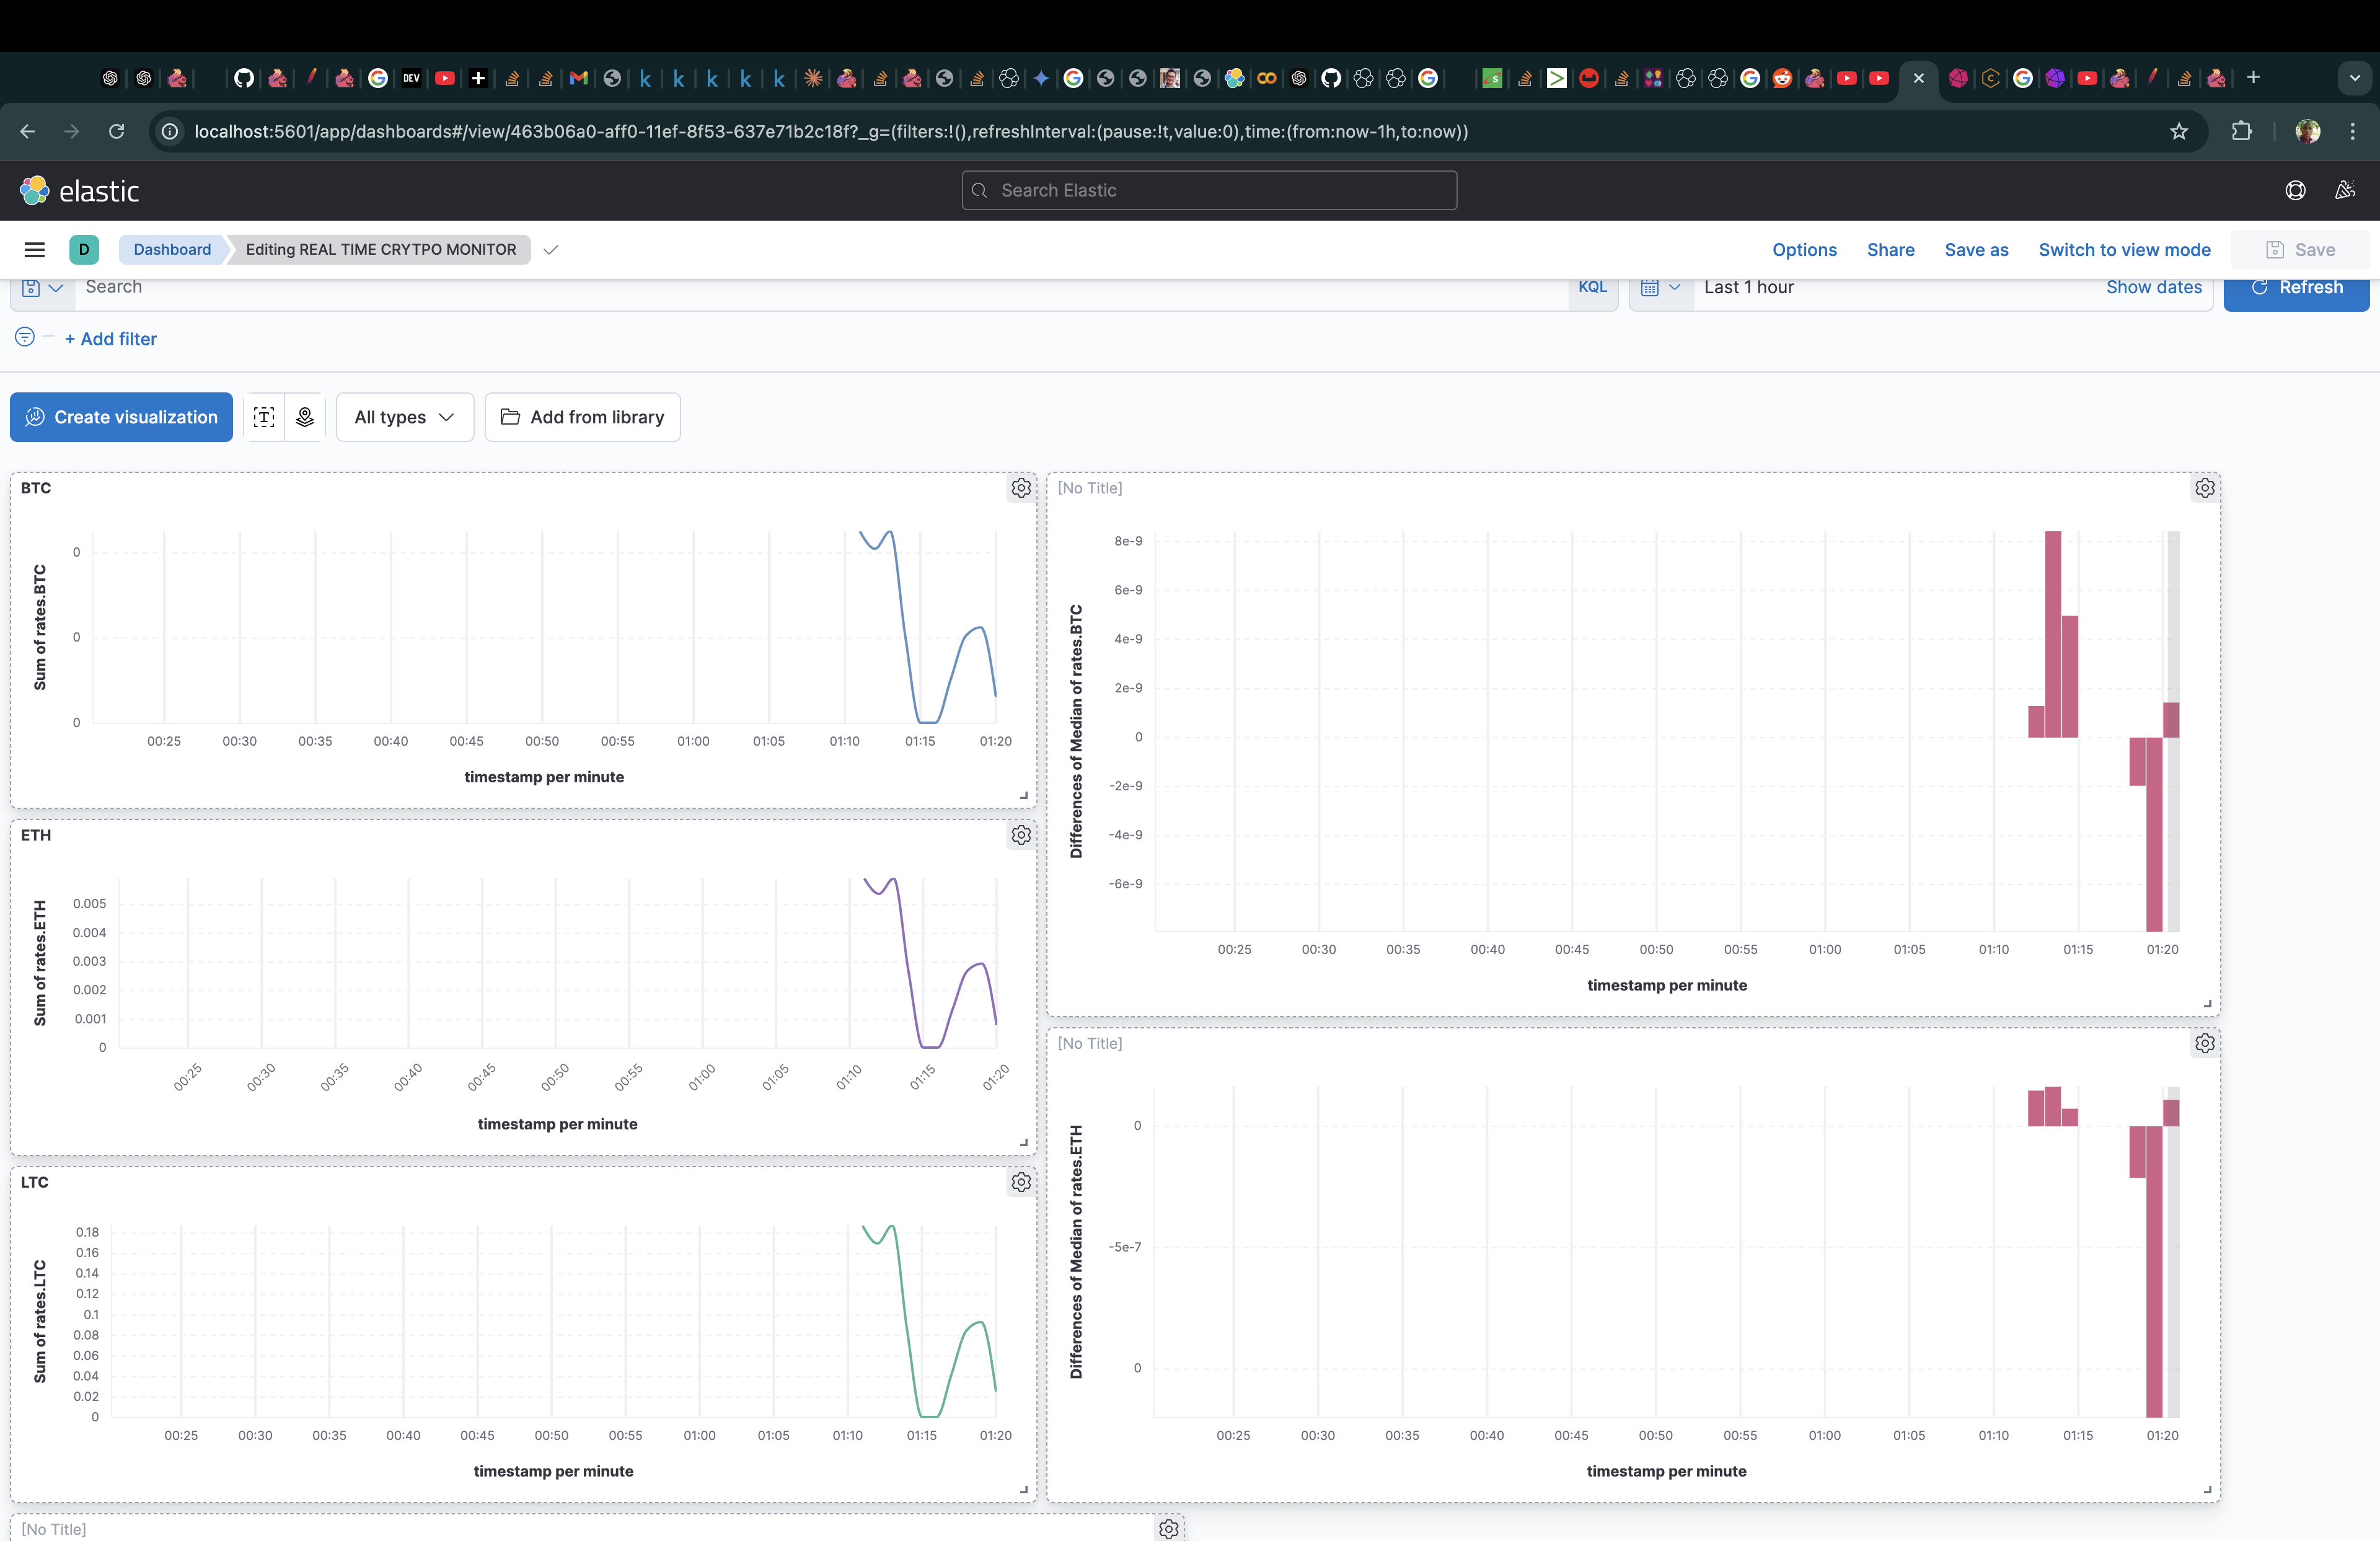 DEV
localhost:5601/app/dashboards#/view/463b06a0-aff0-11ef-8f53-637e71b2c18f?_g=(filters:!(),refreshInterval:(pause:!t,value:0),time:(from:now-1h,to:now))
elastic
Search Elastic
D
Dashboard
Editing REAL TIME CRYTPO MONITOR
Options
Share
Save as
Switch to view mode
Save
Search
KQL
Last 1 hour
Show dates
Refresh
+ Add filter
Create visualization
All types
Add from library
BTC
Sum of rates.BTC
0
0
0
00:25 00:30 00:35 00:40 00:45 00:50 00:55 01:00 01:05 01:10 01:15 01:20
timestamp per minute
ETH
Sum of rates.ETH
0.005
0.004
0.003
0.002
0.001
0
00:25 00:30 00:35 00:40 00:45 00:50 00:55 01:00 01:05 01:10 01:15 01:20
timestamp per minute
LTC
Sum of rates.LTC
0.18
0.16
0.14
0.12
0.1
0.08
0.06
0.04
0.02
0
00:25 00:30 00:35 00:40 00:45 00:50 00:55 01:00 01:05 01:10 01:15 01:20
timestamp per minute
[No Title]
[No Title]
Differences of Median of rates.BTC
8e-9
6e-9
4e-9
2e-9
0
-2e-9
-4e-9
-6e-9
00:25 00:30 00:35 00:40 00:45 00:50 00:55 01:00 01:05 01:10 01:15 01:20
timestamp per minute
[No Title]
Differences of Median of rates.ETH
0
-5e-7
0
00:25 00:30 00:35 00:40 00:45 00:50 00:55 01:00 01:05 01:10 01:15 01:20
timestamp per minute